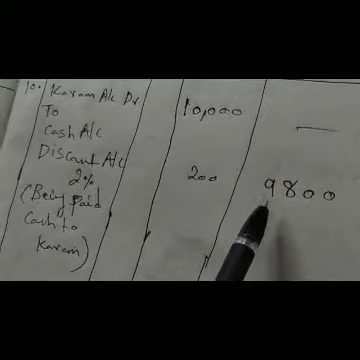 10. Karam A/c Dr 10,000
To
Cash A/c —
Discount A/c
2% 200 9800
(Being Paid
Cash to
Karam)